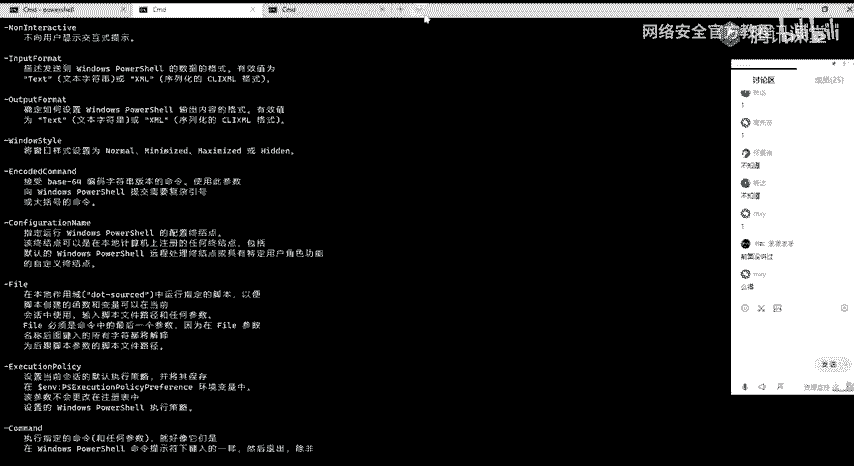 Cmd - powershell
Cmd
Cmd
-NonInteractive
不向用户显示交互式提示。
-InputFormat
描述发送到 Windows PowerShell 的数据的格式。有效值为
"Text" (文本字符串)或 "XML" (序列化的 CLIXML 格式)。
-OutputFormat
确定如何设置 Windows PowerShell 输出内容的格式。有效值
为 "Text" (文本字符串)或 "XML" (序列化的 CLIXML 格式)。
-WindowStyle
将窗口样式设置为 Normal、Minimized、Maximized 或 Hidden。
-EncodedCommand
接受 base-64 编码字符串版本的命令。使用此参数
向 Windows PowerShell 提交需要复杂引号
或大括号的命令。
-ConfigurationName
指定运行 Windows PowerShell 的配置终结点。
该终结点可以是在本地计算机上注册的任何终结点，包括
默认的 Windows PowerShell 远程处理终结点或具有特定用户角色功能
的自定义终结点。
-File
在本地作用域("dot-sourced")中运行指定的脚本，以便
脚本创建的函数和变量可以在当前
会话中使用。输入脚本文件路径和任何参数。
File 必须是命令中的最后一个参数，因为在 File 参数
名称后面键入的所有字符都将解释
为后跟脚本参数的脚本文件路径。
-ExecutionPolicy
设置当前会话的默认执行策略，并将其保存
在 $env:PSExecutionPolicyPreference 环境变量中。
该参数不会更改在注册表中
设置的 Windows PowerShell 执行策略。
-Command
执行指定的命令(和任何参数)，就好像它们是
在 Windows PowerShell 命令提示符下键入的一样，然后退出，除非
网络安全官方教程
腾讯课堂
bilibili
讨论区
1
1
不知道
不知道
1
前面没讲过
么得
发送